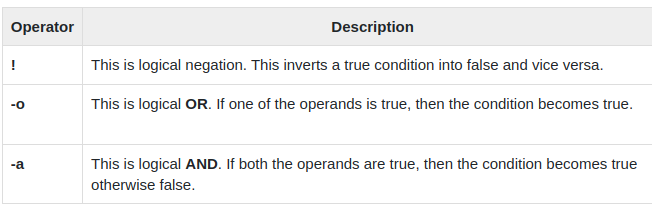 Operator Description
! This is logical negation. This inverts a true condition into false and vice versa.
-o This is logical OR. If one of the operands is true, then the condition becomes true.
-a This is logical AND. If both the operands are true, then the condition becomes true
otherwise false.